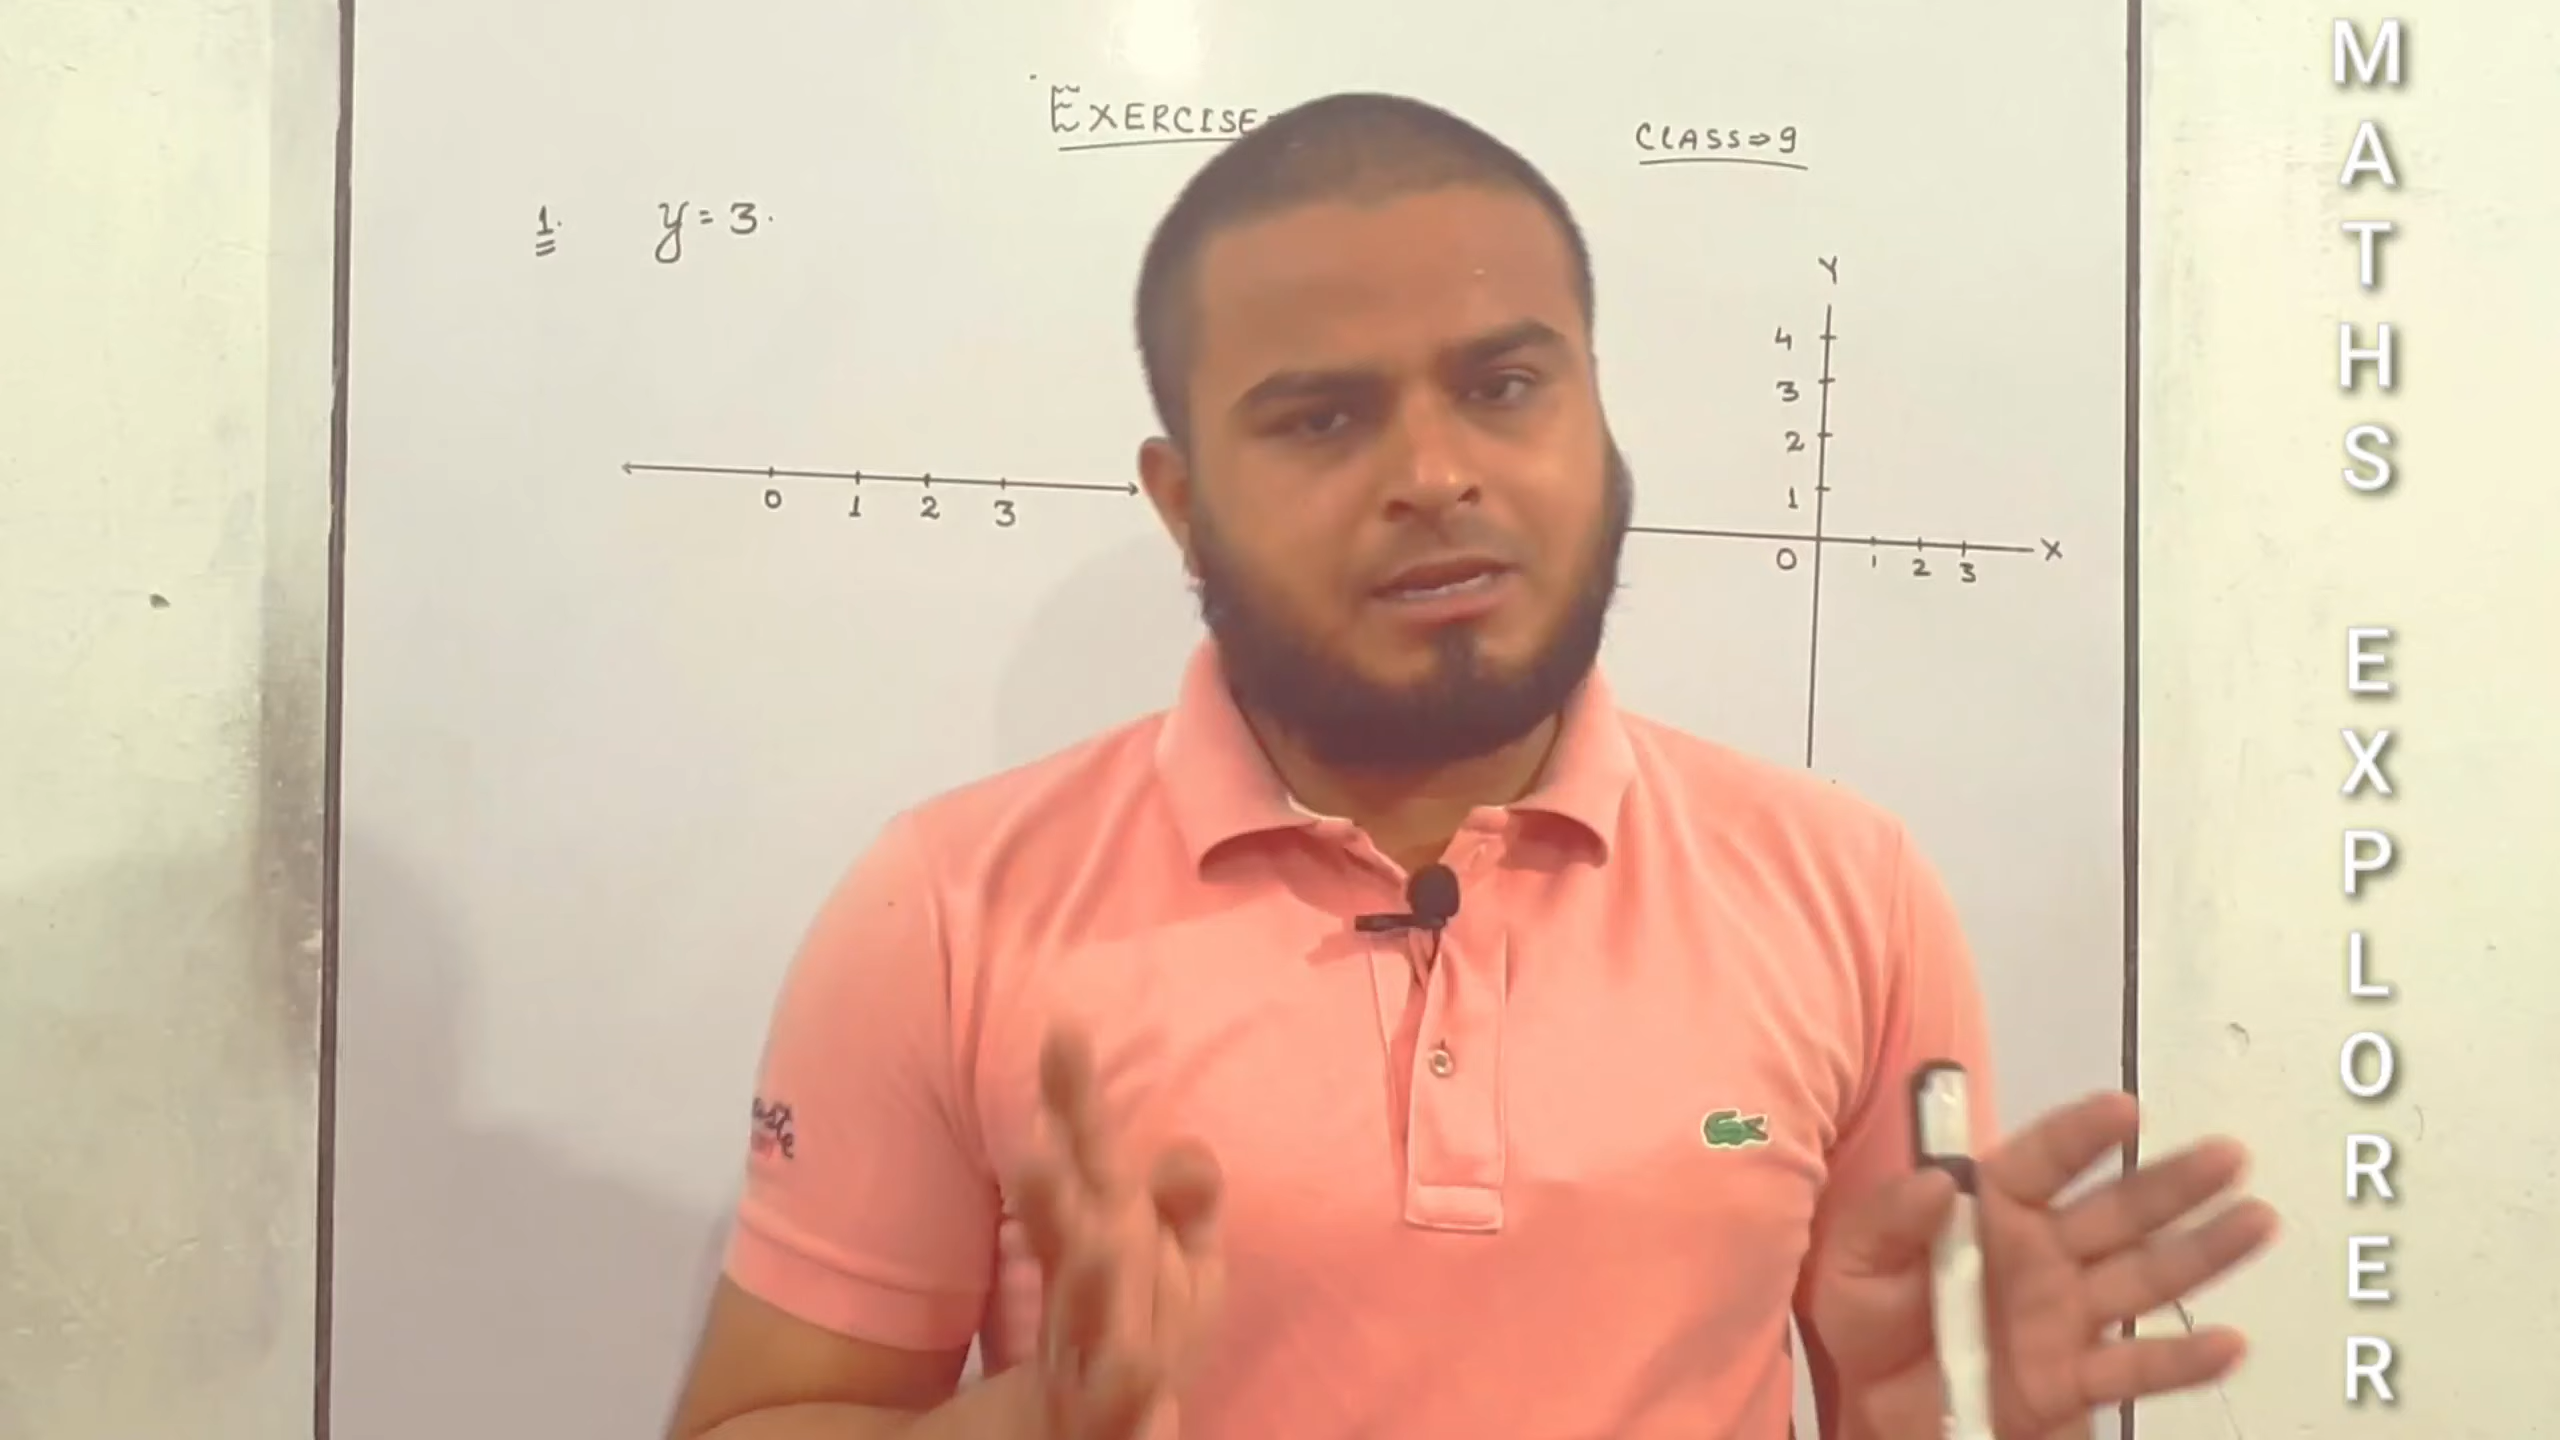 EXERCISE
CLASS⇒9
1. y = 3.
0 1 2 3
Y
4
3
2
1
0 1 2 3 X
MATHS EXPLORER